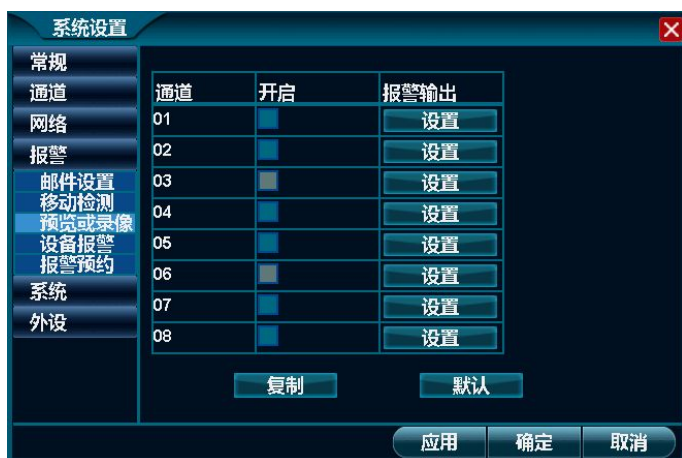 系统设置
常规
通道
网络
报警
邮件设置
移动检测
预览或录像
设备报警
报警预约
系统
外设
通道 开启 报警输出
01 设置
02 设置
03 设置
04 设置
05 设置
06 设置
07 设置
08 设置
复制 默认
应用 确定 取消